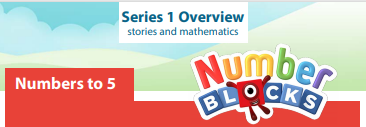 Series 1 Overview
stories and mathematics
Number
BLOCKS
Numbers to 5